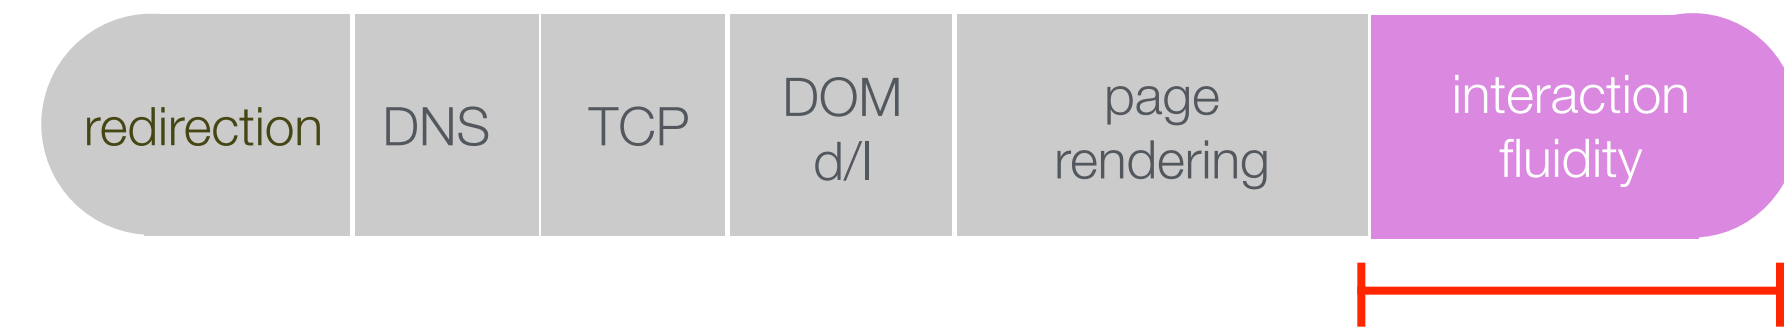 redirection
DNS
TCP
DOM
d/l
page
rendering
interaction
fluidity